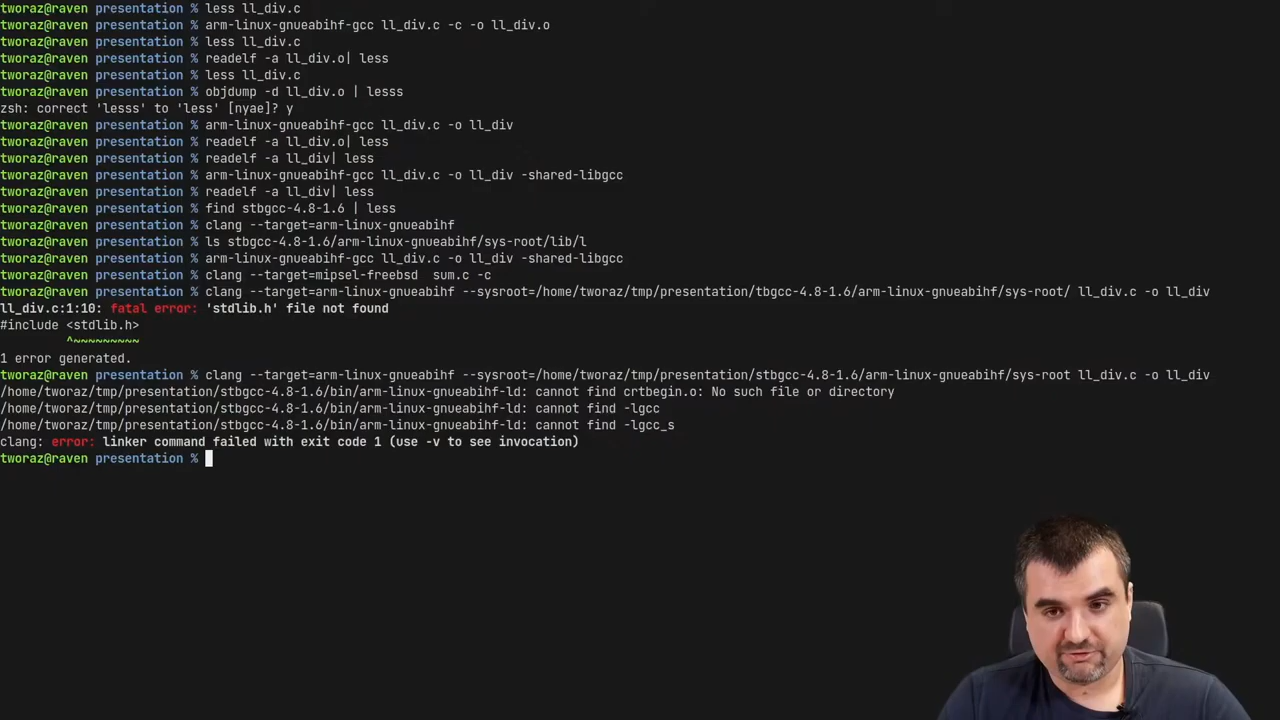 tworaz@raven presentation % less ll_div.c
tworaz@raven presentation % arm-linux-gnueabihf-gcc ll_div.c -c -o ll_div.o
tworaz@raven presentation % less ll_div.c
tworaz@raven presentation % readelf -a ll_div.o| less
tworaz@raven presentation % less ll_div.c
tworaz@raven presentation % objdump -d ll_div.o | lesss
zsh: correct 'lesss' to 'less' [nyae]? y
tworaz@raven presentation % arm-linux-gnueabihf-gcc ll_div.c -o ll_div
tworaz@raven presentation % readelf -a ll_div.o| less
tworaz@raven presentation % readelf -a ll_div| less
tworaz@raven presentation % arm-linux-gnueabihf-gcc ll_div.c -o ll_div -shared-libgcc
tworaz@raven presentation % readelf -a ll_div| less
tworaz@raven presentation % find stbgcc-4.8-1.6 | less
tworaz@raven presentation % clang --target=arm-linux-gnueabihf
tworaz@raven presentation % ls stbgcc-4.8-1.6/arm-linux-gnueabihf/sys-root/lib/l
tworaz@raven presentation % arm-linux-gnueabihf-gcc ll_div.c -o ll_div -shared-libgcc
tworaz@raven presentation % clang --target=mipsel-freebsd  sum.c -c
tworaz@raven presentation % clang --target=arm-linux-gnueabihf --sysroot=/home/tworaz/tmp/presentation/tbgcc-4.8-1.6/arm-linux-gnueabihf/sys-root/ ll_div.c -o ll_div
ll_div.c:1:10: fatal error: 'stdlib.h' file not found
#include <stdlib.h>
         ^~~~~~~~~~
1 error generated.
tworaz@raven presentation % clang --target=arm-linux-gnueabihf --sysroot=/home/tworaz/tmp/presentation/stbgcc-4.8-1.6/arm-linux-gnueabihf/sys-root ll_div.c -o ll_div
/home/tworaz/tmp/presentation/stbgcc-4.8-1.6/bin/arm-linux-gnueabihf-ld: cannot find crtbegin.o: No such file or directory
/home/tworaz/tmp/presentation/stbgcc-4.8-1.6/bin/arm-linux-gnueabihf-ld: cannot find -lgcc
/home/tworaz/tmp/presentation/stbgcc-4.8-1.6/bin/arm-linux-gnueabihf-ld: cannot find -lgcc_s
clang: error: linker command failed with exit code 1 (use -v to see invocation)
tworaz@raven presentation %